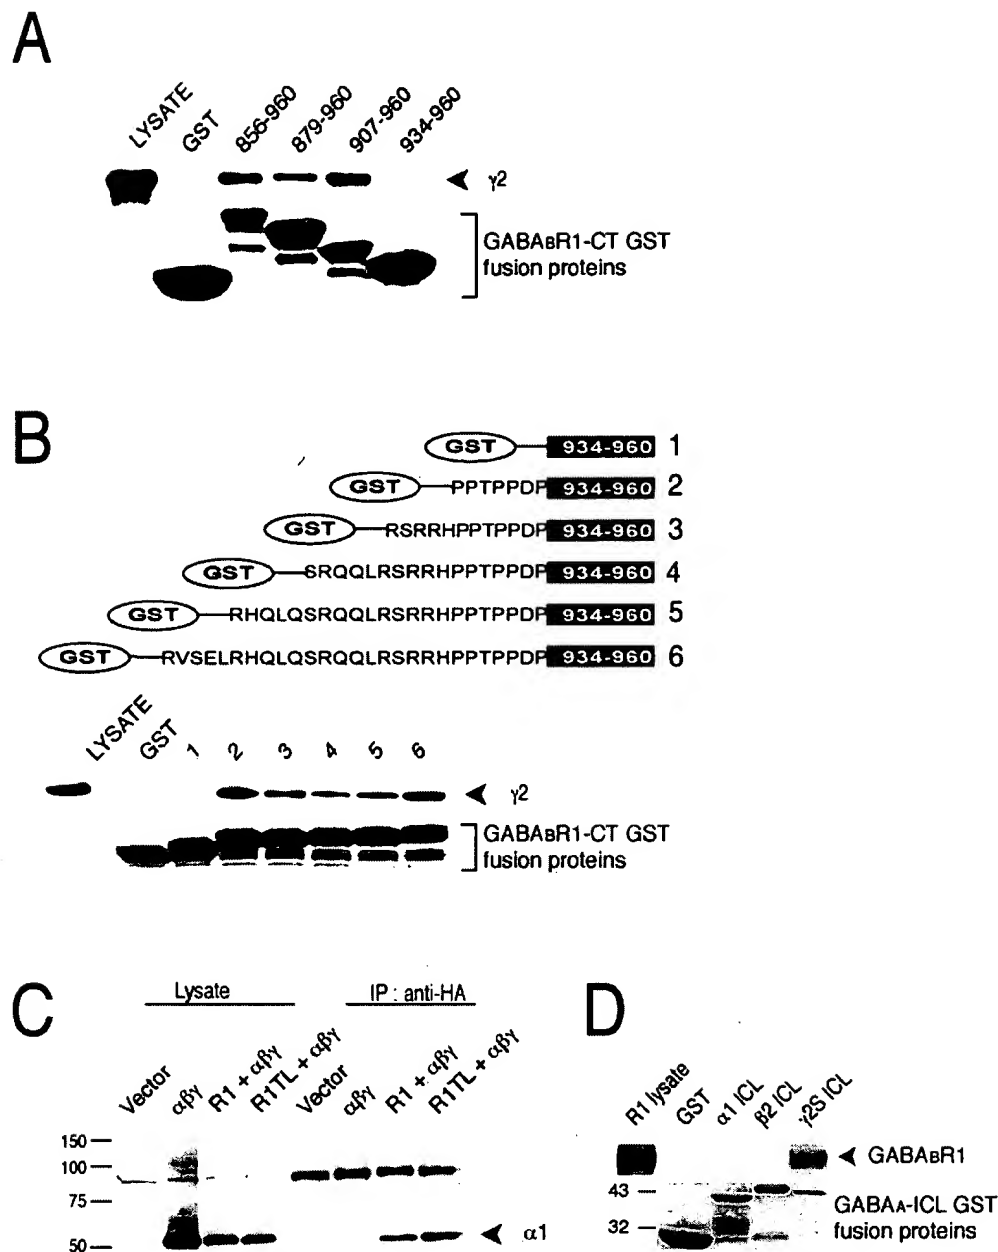 A
LYSATE
GST
856-960
879-960
907-960
934-960
γ2
GABABR1-CT GST
fusion proteins
B
GST 934-960 1
GST PPTPPDP 934-960 2
GST RSRRHPPTPPDP 934-960 3
GST SRQQLRSRRHPPTPPDP 934-960 4
GST RHQLQSRQQLRSRRHPPTPPDP 934-960 5
GST RVSELRHQLQSRQQLRSRRHPPTPPDP 934-960 6
LYSATE
GST
1 2 3 4 5 6
γ2
GABABR1-CT GST
fusion proteins
C
Lysate
IP : anti-HA
Vector
αβγ
R1 + αβγ
R1TL + αβγ
Vector
αβγ
R1 + αβγ
R1TL + αβγ
150
100
75
50
α1
D
R1 lysate
GST
α1 ICL
β2 ICL
γ2S ICL
GABABR1
43
32
GABAA-ICL GST
fusion proteins